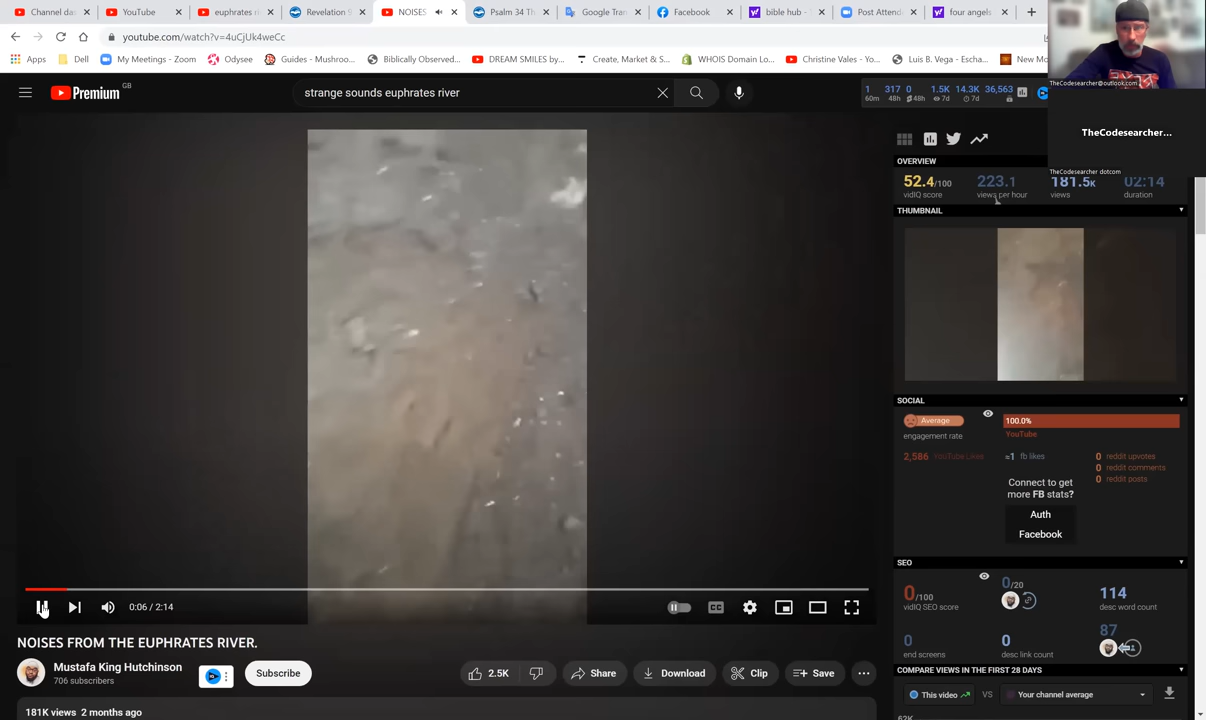 Channel das
YouTube
euphrates ri
Revelation 9
NOISES
Psalm 34 Th
Google Tran
Facebook
bible hub -
Post Attend
four angels
youtube.com/watch?v=4uCjUk4weCc
Apps
Dell
My Meetings - Zoom
Odysee
Guides - Mushroo...
Biblically Observed...
DREAM SMILES by...
Create, Market & S...
WHOIS Domain Lo...
Christine Vales - Yo...
Luis B. Vega - Escha...
New Mo
TheCodesearcher@outlook.com
Premium GB
strange sounds euphrates river
1 317 0 1.5K 14.3K 36,563
60m 48h 48h 7d 7d
TheCodesearcher...
TheCodesearcher dotcom
OVERVIEW
52.4/100 223.1 181.5K 02:14
vidIQ score views per hour views duration
THUMBNAIL
SOCIAL
Average 100.0%
engagement rate YouTube
2,586 YouTube Likes
≈1 fb likes
0 reddit upvotes
0 reddit comments
0 reddit posts
Connect to get
more FB stats?
Auth
Facebook
SEO
0/100 0/20 114
vidIQ SEO score desc word count
0 0 87
end screens desc link count
COMPARE VIEWS IN THE FIRST 28 DAYS
This video VS Your channel average
62K
0:06 / 2:14
CC
NOISES FROM THE EUPHRATES RIVER.
Mustafa King Hutchinson
706 subscribers
Subscribe
2.5K
Share
Download
Clip
Save
181K views 2 months ago